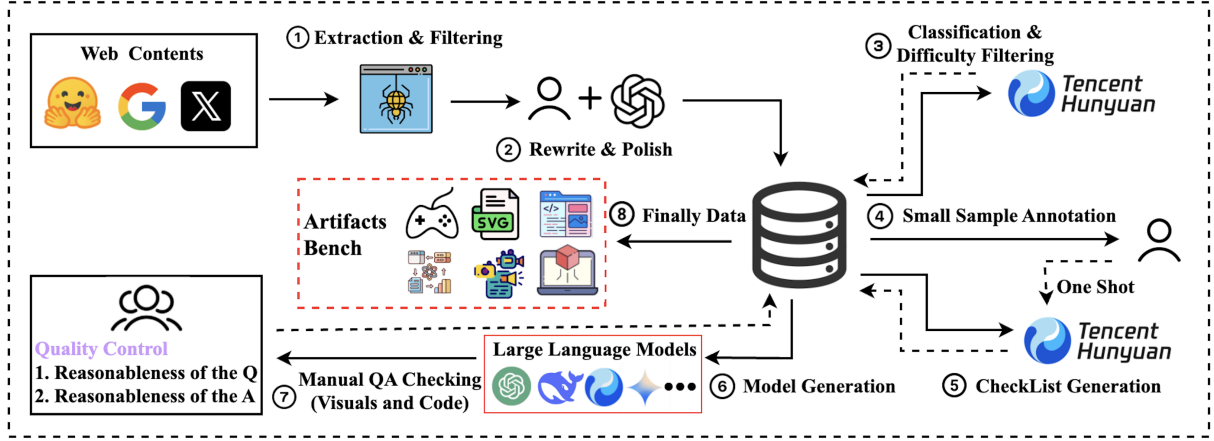 Web Contents
① Extraction & Filtering
② Rewrite & Polish
③ Classification &
Difficulty Filtering
Tencent
Hunyuan
④ Small Sample Annotation
One Shot
Tencent
Hunyuan
⑤ CheckList Generation
⑥ Model Generation
Large Language Models
⑦ Manual QA Checking
(Visuals and Code)
Quality Control
1. Reasonableness of the Q
2. Reasonableness of the A
⑧ Finally Data
Artifacts
Bench
SVG